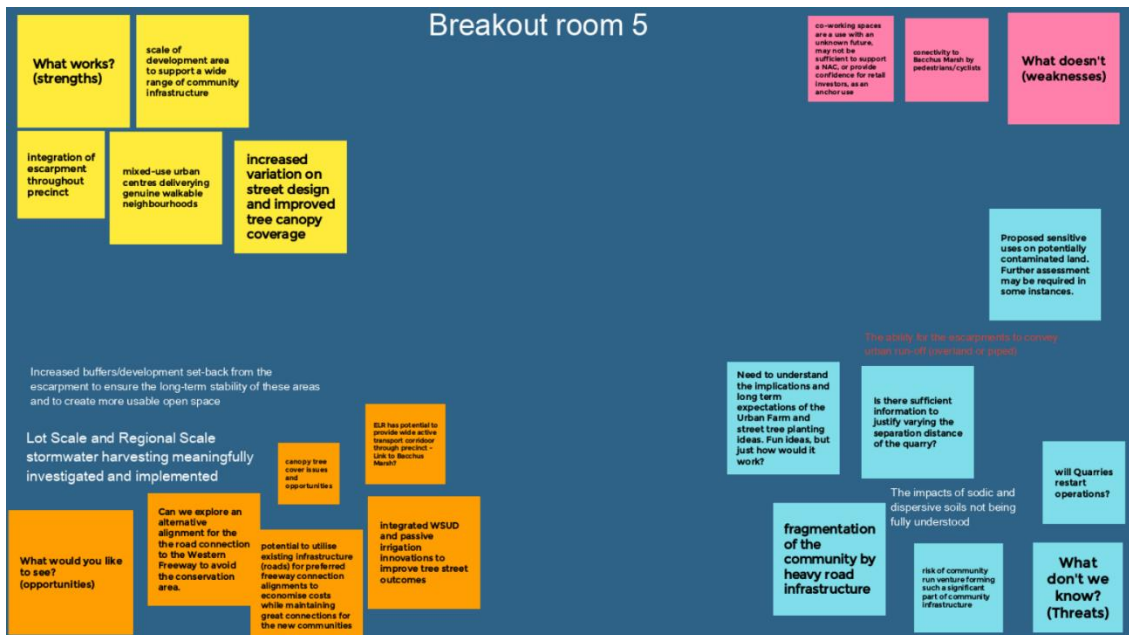 Breakout room 5
What works?
(strengths)
scale of
development area
to support a wide
range of community
infrastructure
integration of
escarpment
throughout
precinct
mixed-use urban
centres deliverying
genuine walkable
neighbourhoods
increased
variation on
street design
and improved
tree canopy
coverage
co-working spaces
are a use with an
unknown future,
may not be
sufficient to support
a NAC, or provide
confidence for retail
investors, as an
anchor use
conectivity to
Bacchus Marsh by
pedestrians/cyclists
What doesn't
(weaknesses)
Proposed sensitive
uses on potentially
contaminated land.
Further assessment
may be required in
some instances.
The ability for the escarpments to convey
urban run-off (overland or piped)
Need to understand
the implications and
long term
expectations of the
Urban Farm and
street tree planting
ideas. Fun ideas, but
just how would it
work?
Is there sufficient
information to
justify varying the
separation distance
of the quarry?
will Quarries
restart
operations?
The impacts of sodic and
dispersive soils not being
fully understood
fragmentation
of the
community by
heavy road
infrastructure
risk of community
run venture forming
such a significant
part of community
infrastructure
What
don't we
know?
(Threats)
Increased buffers/development set-back from the
escarpment to ensure the long-term stability of these areas
and to create more usable open space
Lot Scale and Regional Scale
stormwater harvesting meaningfully
investigated and implemented
canopy tree
cover issues
and
opportunities
ELR has potential to
provide wide active
transport corridoor
through precinct -
Link to Bacchus
Marsh?
What would you like
to see?
(opportunities)
Can we explore an
alternative
alignment for the
the road connection
to the Western
Freeway to avoid
the conservation
area.
potential to utilise
existing infrastructure
(roads) for preferred
freeway connection
alignments to
economise costs
while maintaining
great connections for
the new communities
integrated WSUD
and passive
irrigation
innovations to
improve tree street
outcomes